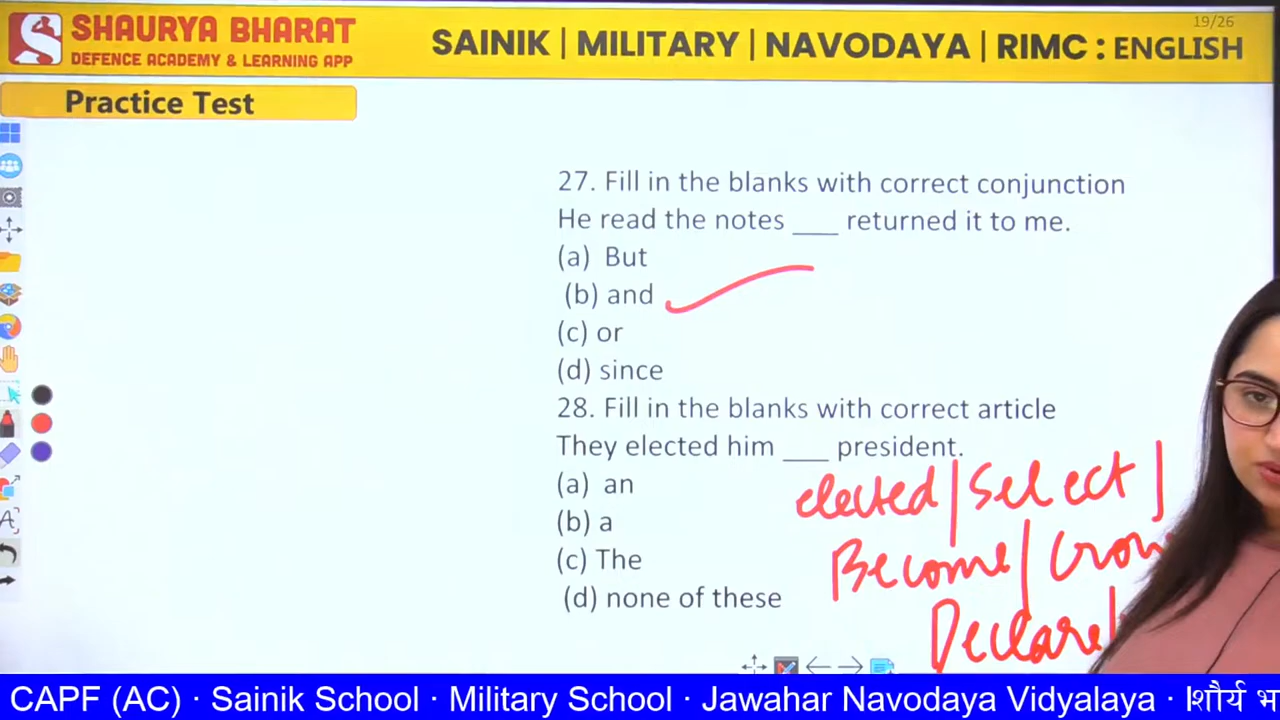 19/26
SHAURYA BHARAT
DEFENCE ACADEMY & LEARNING APP
SAINIK | MILITARY | NAVODAYA | RIMC : ENGLISH
Practice Test
27. Fill in the blanks with correct conjunction
He read the notes ___ returned it to me.
(a) But
(b) and
(c) or
(d) since
28. Fill in the blanks with correct article
They elected him ___ president.
(a) an
(b) a
(c) The
(d) none of these
elected | Select |
Become |
Declare |
CAPF (AC) · Sainik School · Military School · Jawahar Navodaya Vidyalaya ·